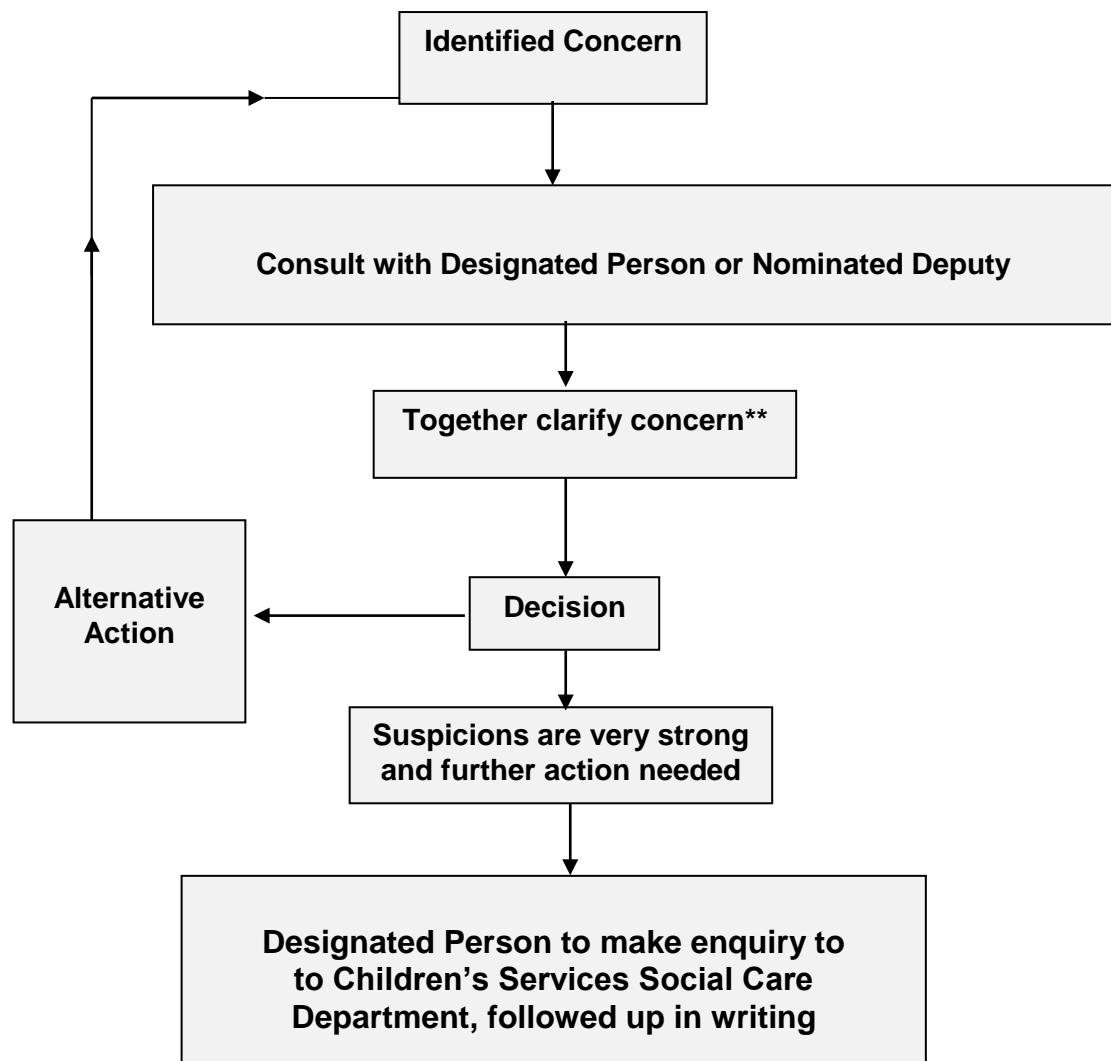 Identified Concern
Consult with Designated Person or Nominated Deputy
Together clarify concern**
Alternative
Action
Decision
Suspicions are very strong
and further action needed
Designated Person to make enquiry to
to Children’s Services Social Care
Department, followed up in writing